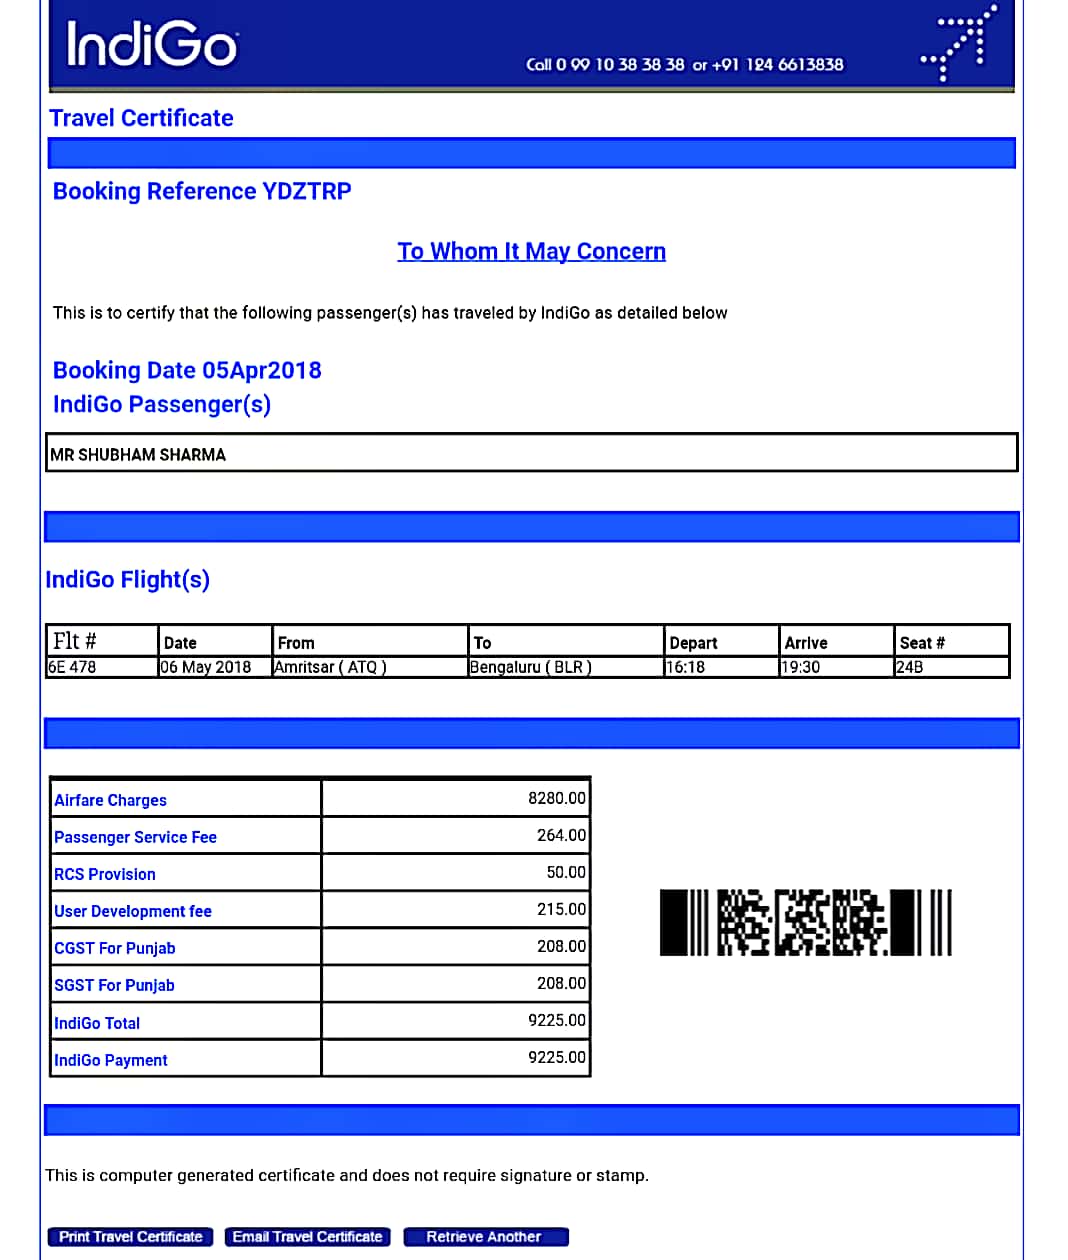 IndiGo
Call 0 99 10 38 38 38 or +91 124 6613838
Travel Certificate
Booking Reference YDZTRP
To Whom It May Concern
This is to certify that the following passenger(s) has traveled by IndiGo as detailed below
Booking Date 05Apr2018
IndiGo Passenger(s)
MR SHUBHAM SHARMA
IndiGo Flight(s)
Flt # Date From To Depart Arrive Seat #
6E 478 06 May 2018 Amritsar ( ATQ ) Bengaluru ( BLR ) 16:18 19:30 24B
Airfare Charges 8280.00
Passenger Service Fee 264.00
RCS Provision 50.00
User Development fee 215.00
CGST For Punjab 208.00
SGST For Punjab 208.00
IndiGo Total 9225.00
IndiGo Payment 9225.00
This is computer generated certificate and does not require signature or stamp.
Print Travel Certificate Email Travel Certificate Retrieve Another